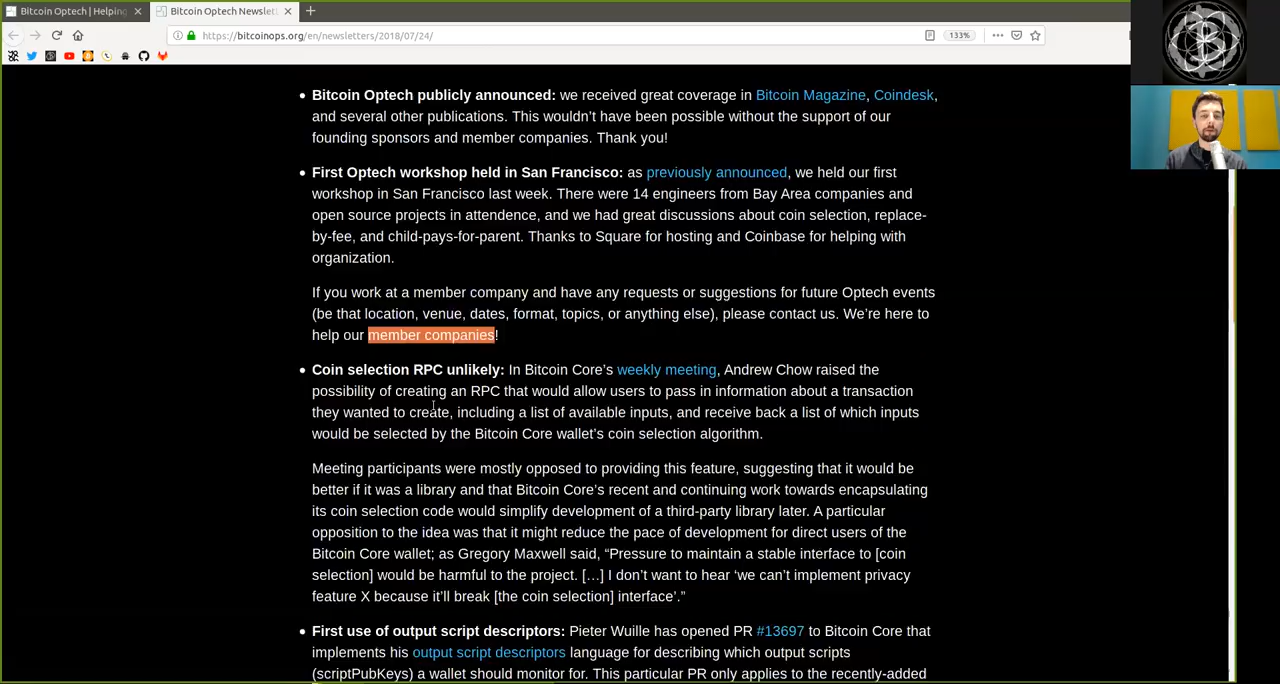 Bitcoin Optech | Helping
Bitcoin Optech Newslet
https://bitcoinops.org/en/newsletters/2018/07/24/
133%
Bitcoin Optech publicly announced: we received great coverage in Bitcoin Magazine, Coindesk,
and several other publications. This wouldn’t have been possible without the support of our
founding sponsors and member companies. Thank you!
First Optech workshop held in San Francisco: as previously announced, we held our first
workshop in San Francisco last week. There were 14 engineers from Bay Area companies and
open source projects in attendence, and we had great discussions about coin selection, replace-
by-fee, and child-pays-for-parent. Thanks to Square for hosting and Coinbase for helping with
organization.
If you work at a member company and have any requests or suggestions for future Optech events
(be that location, venue, dates, format, topics, or anything else), please contact us. We’re here to
help our member companies!
Coin selection RPC unlikely: In Bitcoin Core’s weekly meeting, Andrew Chow raised the
possibility of creating an RPC that would allow users to pass in information about a transaction
they wanted to create, including a list of available inputs, and receive back a list of which inputs
would be selected by the Bitcoin Core wallet’s coin selection algorithm.
Meeting participants were mostly opposed to providing this feature, suggesting that it would be
better if it was a library and that Bitcoin Core’s recent and continuing work towards encapsulating
its coin selection code would simplify development of a third-party library later. A particular
opposition to the idea was that it might reduce the pace of development for direct users of the
Bitcoin Core wallet; as Gregory Maxwell said, “Pressure to maintain a stable interface to [coin
selection] would be harmful to the project. […] I don’t want to hear ‘we can’t implement privacy
feature X because it’ll break [the coin selection] interface’.”
First use of output script descriptors: Pieter Wuille has opened PR #13697 to Bitcoin Core that
implements his output script descriptors language for describing which output scripts
(scriptPubKeys) a wallet should monitor for. This particular PR only applies to the recently-added